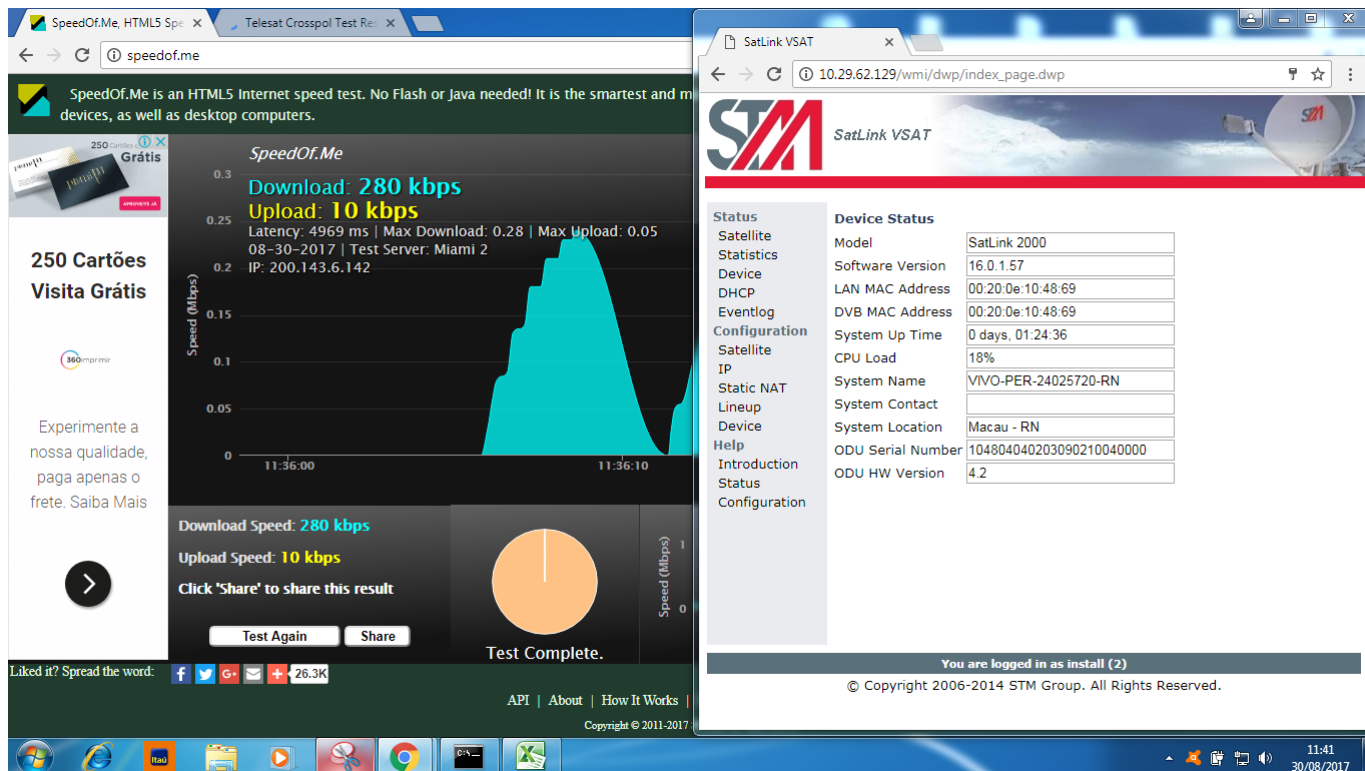 SpeedOf.Me, HTML5 Spe
Telesat Crosspol Test Res
speedof.me
SpeedOf.Me is an HTML5 Internet speed test. No Flash or Java needed! It is the smartest and m
devices, as well as desktop computers.
250
Grátis
250 Cartões
Visita Grátis
360imprimir
Experimente a
nossa qualidade,
paga apenas o
frete. Saiba Mais
SpeedOf.Me
Download: 280 kbps
Upload: 10 kbps
Latency: 4969 ms | Max Download: 0.28 | Max Upload: 0.05
08-30-2017 | Test Server: Miami 2
IP: 200.143.6.142
Speed (Mbps)
0.3
0.25
0.2
0.15
0.1
0.05
0
11:36:00
11:36:10
Download Speed: 280 kbps
Upload Speed: 10 kbps
Click 'Share' to share this result
Test Again
Share
Test Complete.
Speed (Mbps)
1
0
Liked it? Spread the word:
f
G+
26.3K
API | About | How It Works |
Copyright © 2011-2017
SatLink VSAT
10.29.62.129/wmi/dwp/index_page.dwp
STM
SatLink VSAT
STM
Status
Satellite
Statistics
Device
DHCP
Eventlog
Configuration
Satellite
IP
Static NAT
Lineup
Device
Help
Introduction
Status
Configuration
Device Status
Model SatLink 2000
Software Version 16.0.1.57
LAN MAC Address 00:20:0e:10:48:69
DVB MAC Address 00:20:0e:10:48:69
System Up Time 0 days, 01:24:36
CPU Load 18%
System Name VIVO-PER-24025720-RN
System Contact
System Location Macau - RN
ODU Serial Number 104804040203090210040000
ODU HW Version 4.2
You are logged in as install (2)
© Copyright 2006-2014 STM Group. All Rights Reserved.
Itaú
11:41
30/08/2017